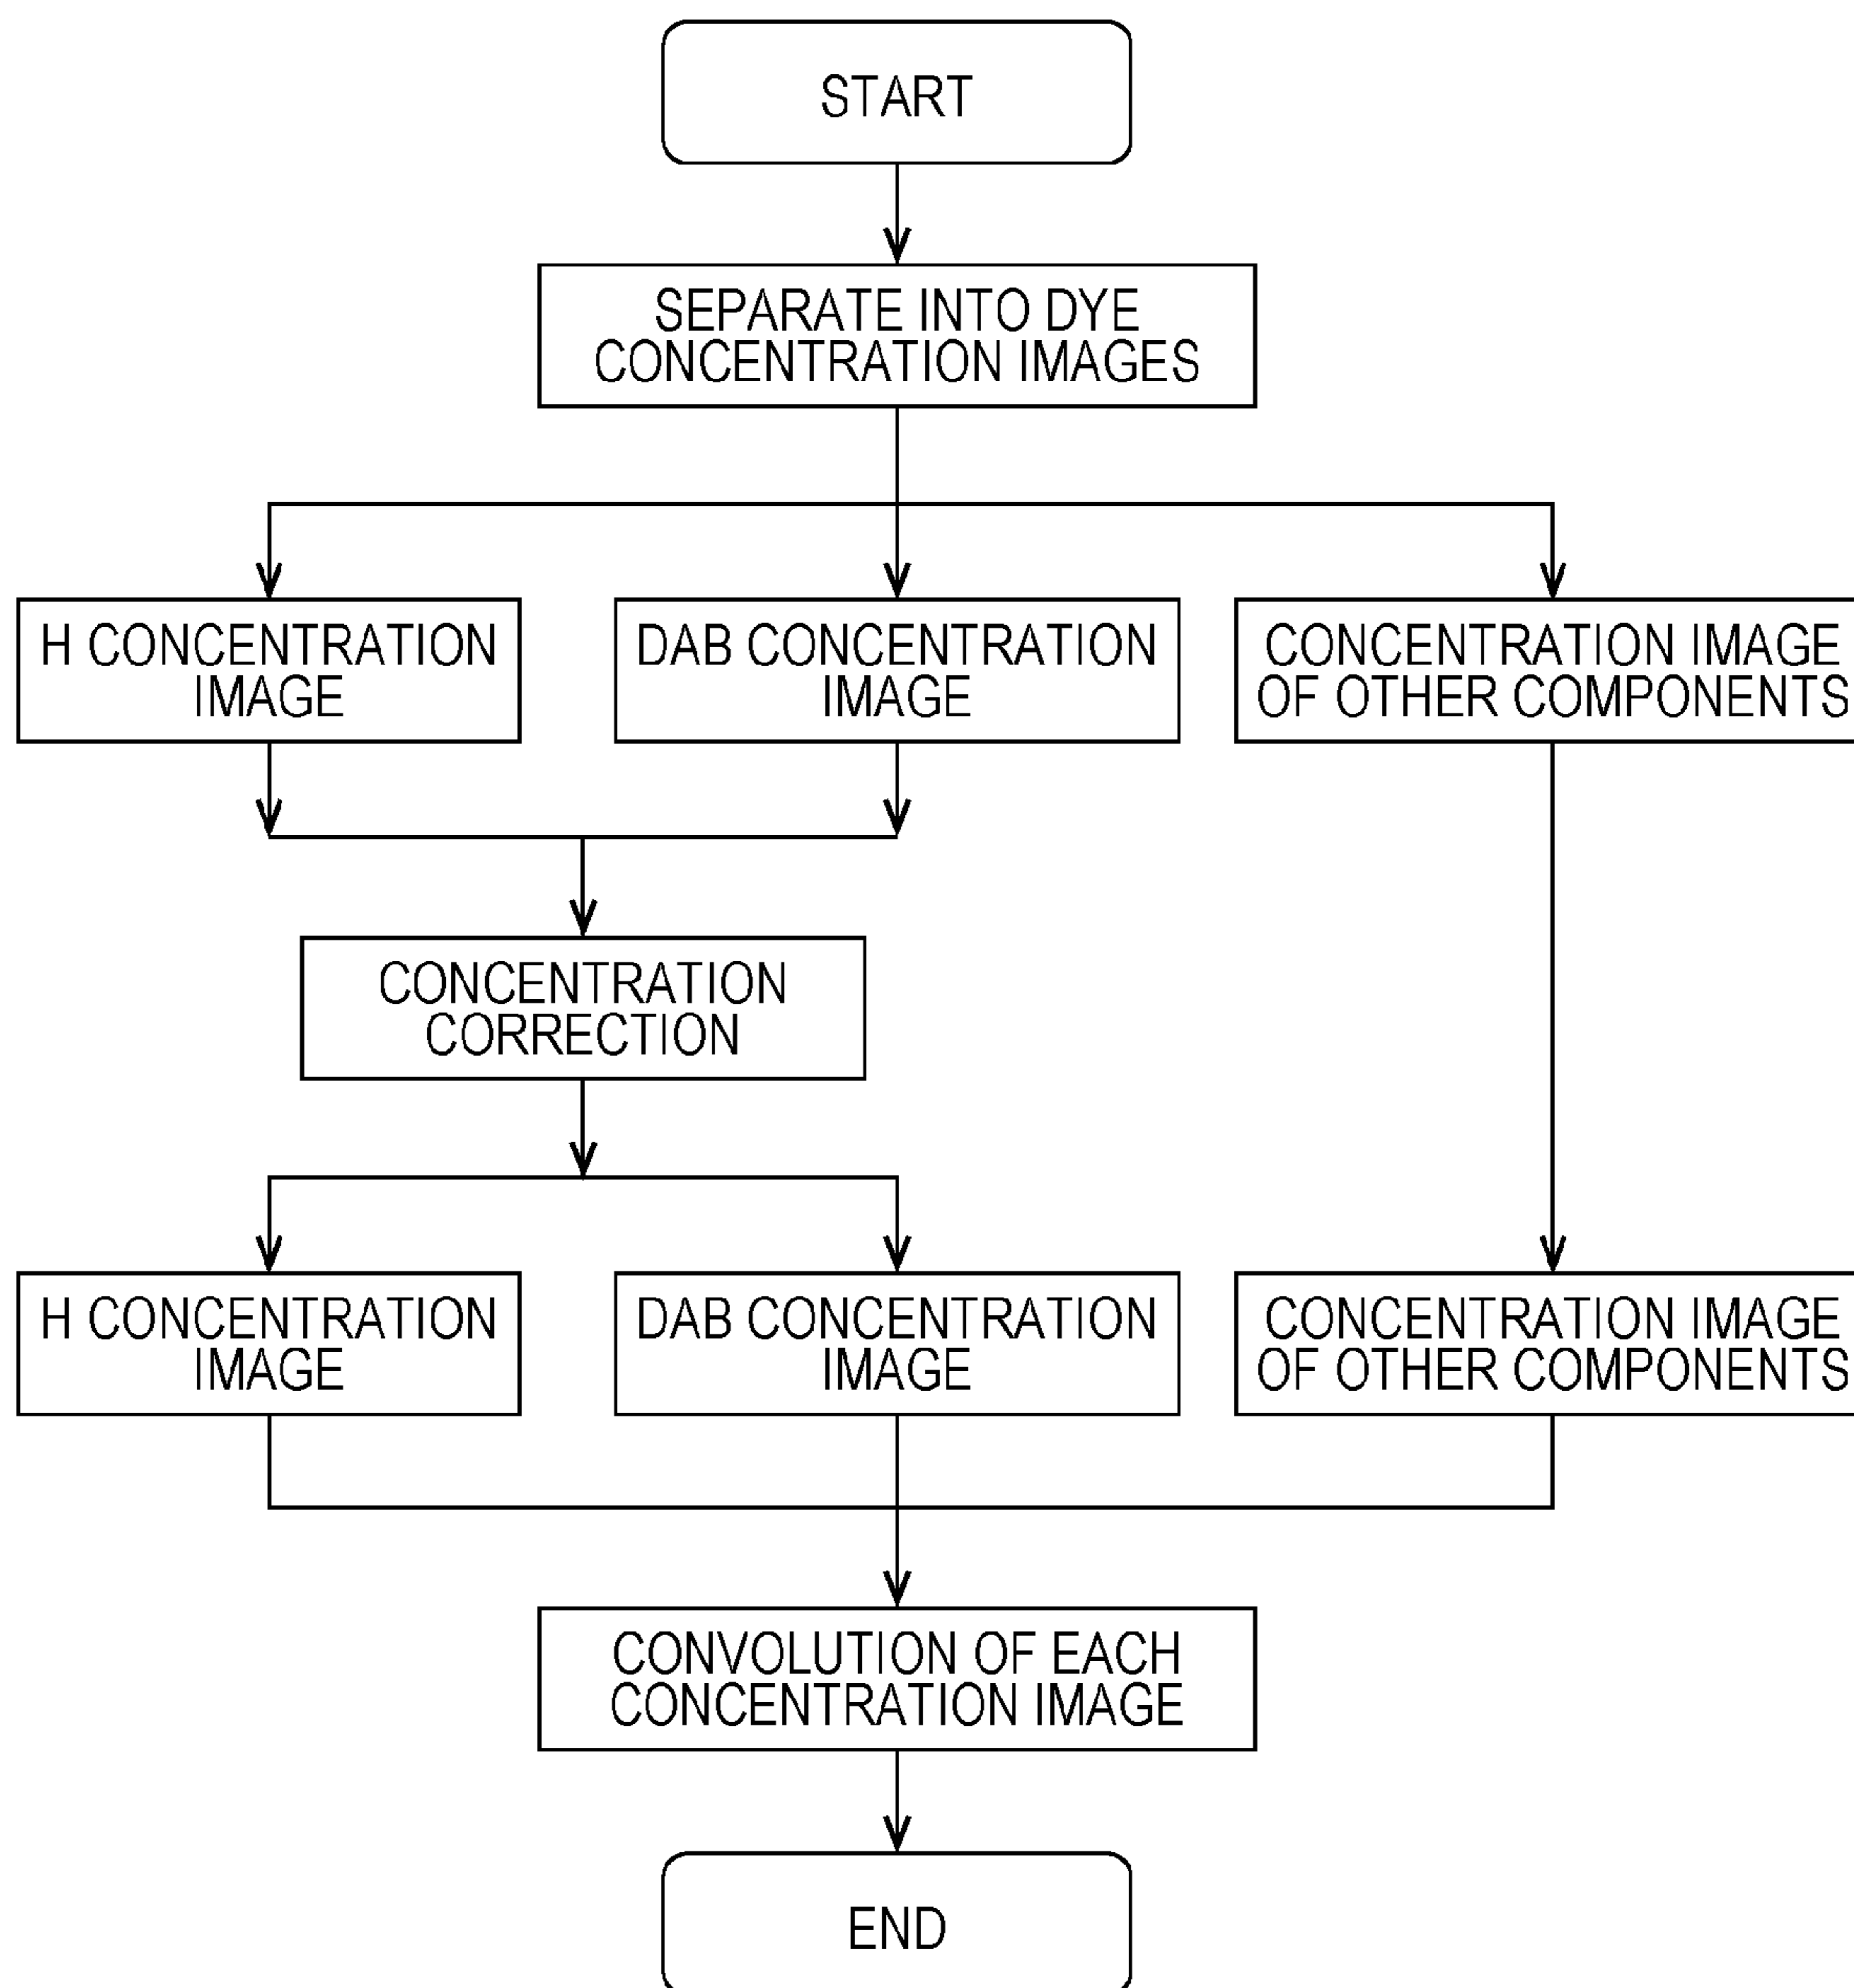 START
SEPARATE INTO DYE
CONCENTRATION IMAGES
H CONCENTRATION
IMAGE
DAB CONCENTRATION
IMAGE
CONCENTRATION IMAGE
OF OTHER COMPONENTS
CONCENTRATION
CORRECTION
H CONCENTRATION
IMAGE
DAB CONCENTRATION
IMAGE
CONCENTRATION IMAGE
OF OTHER COMPONENTS
CONVOLUTION OF EACH
CONCENTRATION IMAGE
END